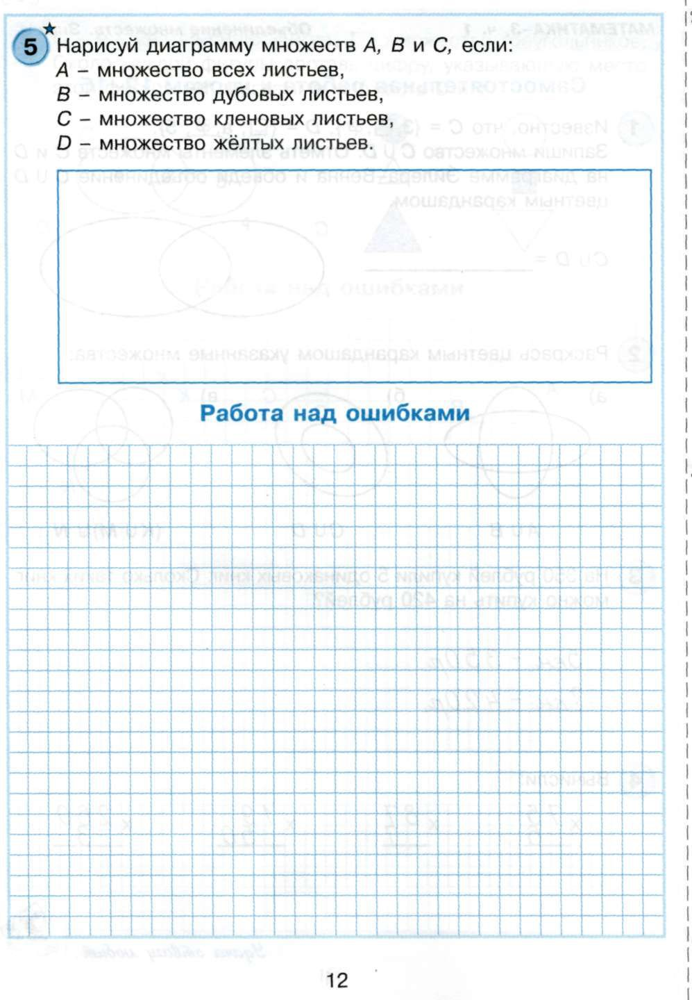 5 Нарисуй диаграмму множеств A, B и C, если:
A – множество всех листьев,
B – множество дубовых листьев,
C – множество кленовых листьев,
D – множество жёлтых листьев.
Работа над ошибками
12